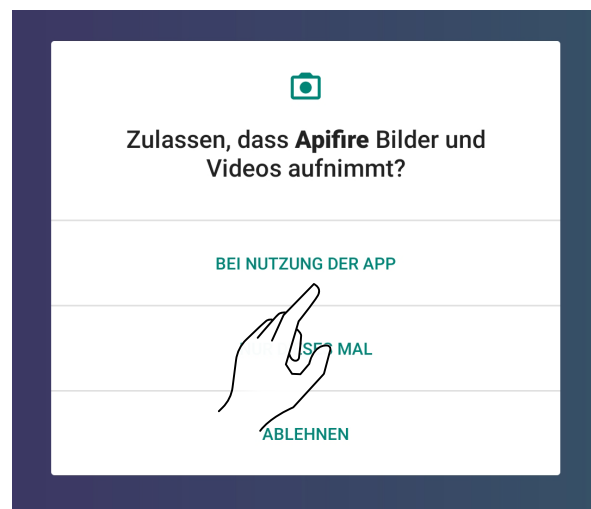 Zulassen, dass Apifire Bilder und
Videos aufnimmt?
BEI NUTZUNG DER APP
MAL
ABLEHNEN